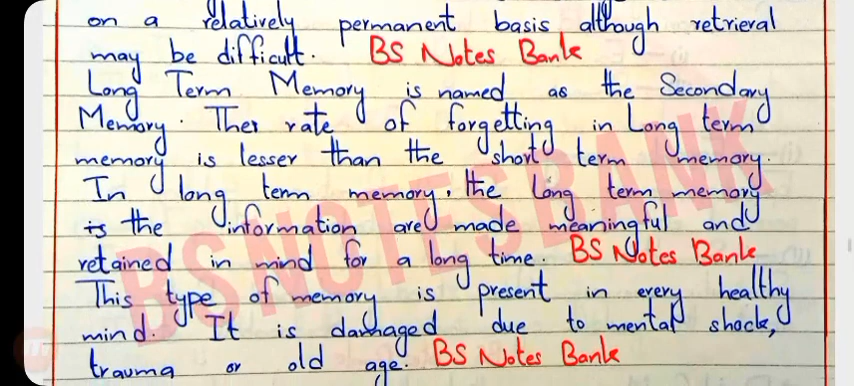 on a relatively permanent basis although retrieval
may be difficult. BS Notes Bank
Long Term Memory is named as the Secondary
Memory. Ther rate of forgetting in Long term
memory is lesser than the short term memory.
In long term memory, the long term memory
is the information are made meaningful and
retained in mind for a long time. BS Notes Bank
This type of memory is present in every healthy
mind. It is damaged due to mental shock,
trauma or old age. BS Notes Bank
BS NOTES BANK